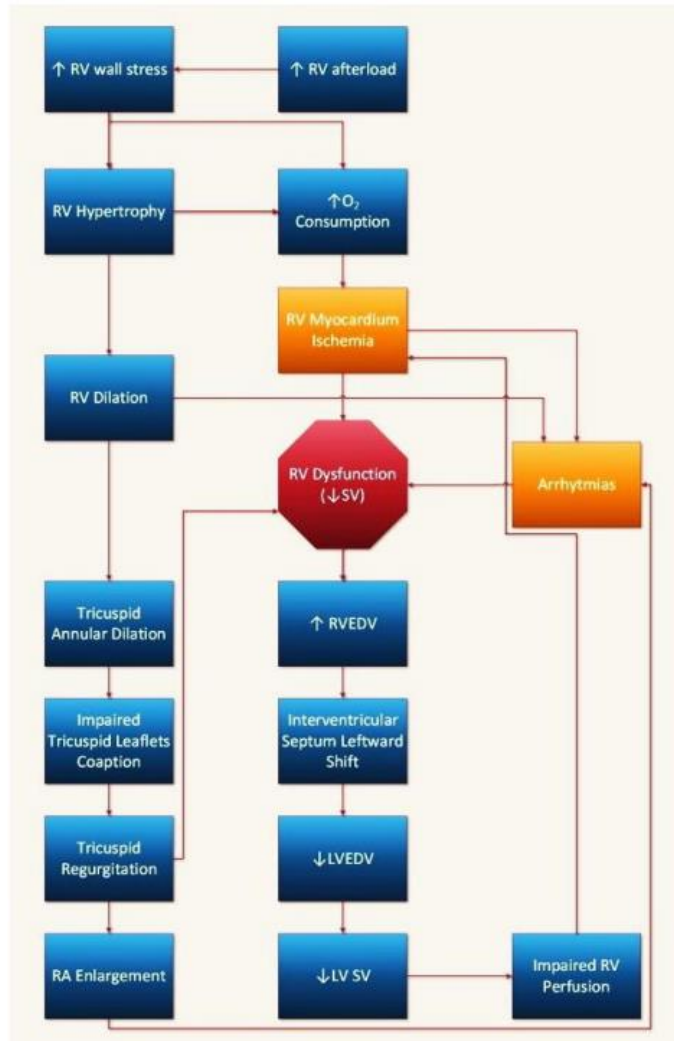 ↑ RV wall stress
↑ RV afterload
RV Hypertrophy
↑O₂
Consumption
RV Myocardium
Ischemia
RV Dilation
RV Dysfunction
(↓SV)
Arrhytmias
Tricuspid
Annular Dilation
↑ RVEDV
Impaired
Tricuspid Leaflets
Coaption
Interventricular
Septum Leftward
Shift
Tricuspid
Regurgitation
↓LVEDV
RA Enlargement
↓LV SV
Impaired RV
Perfusion